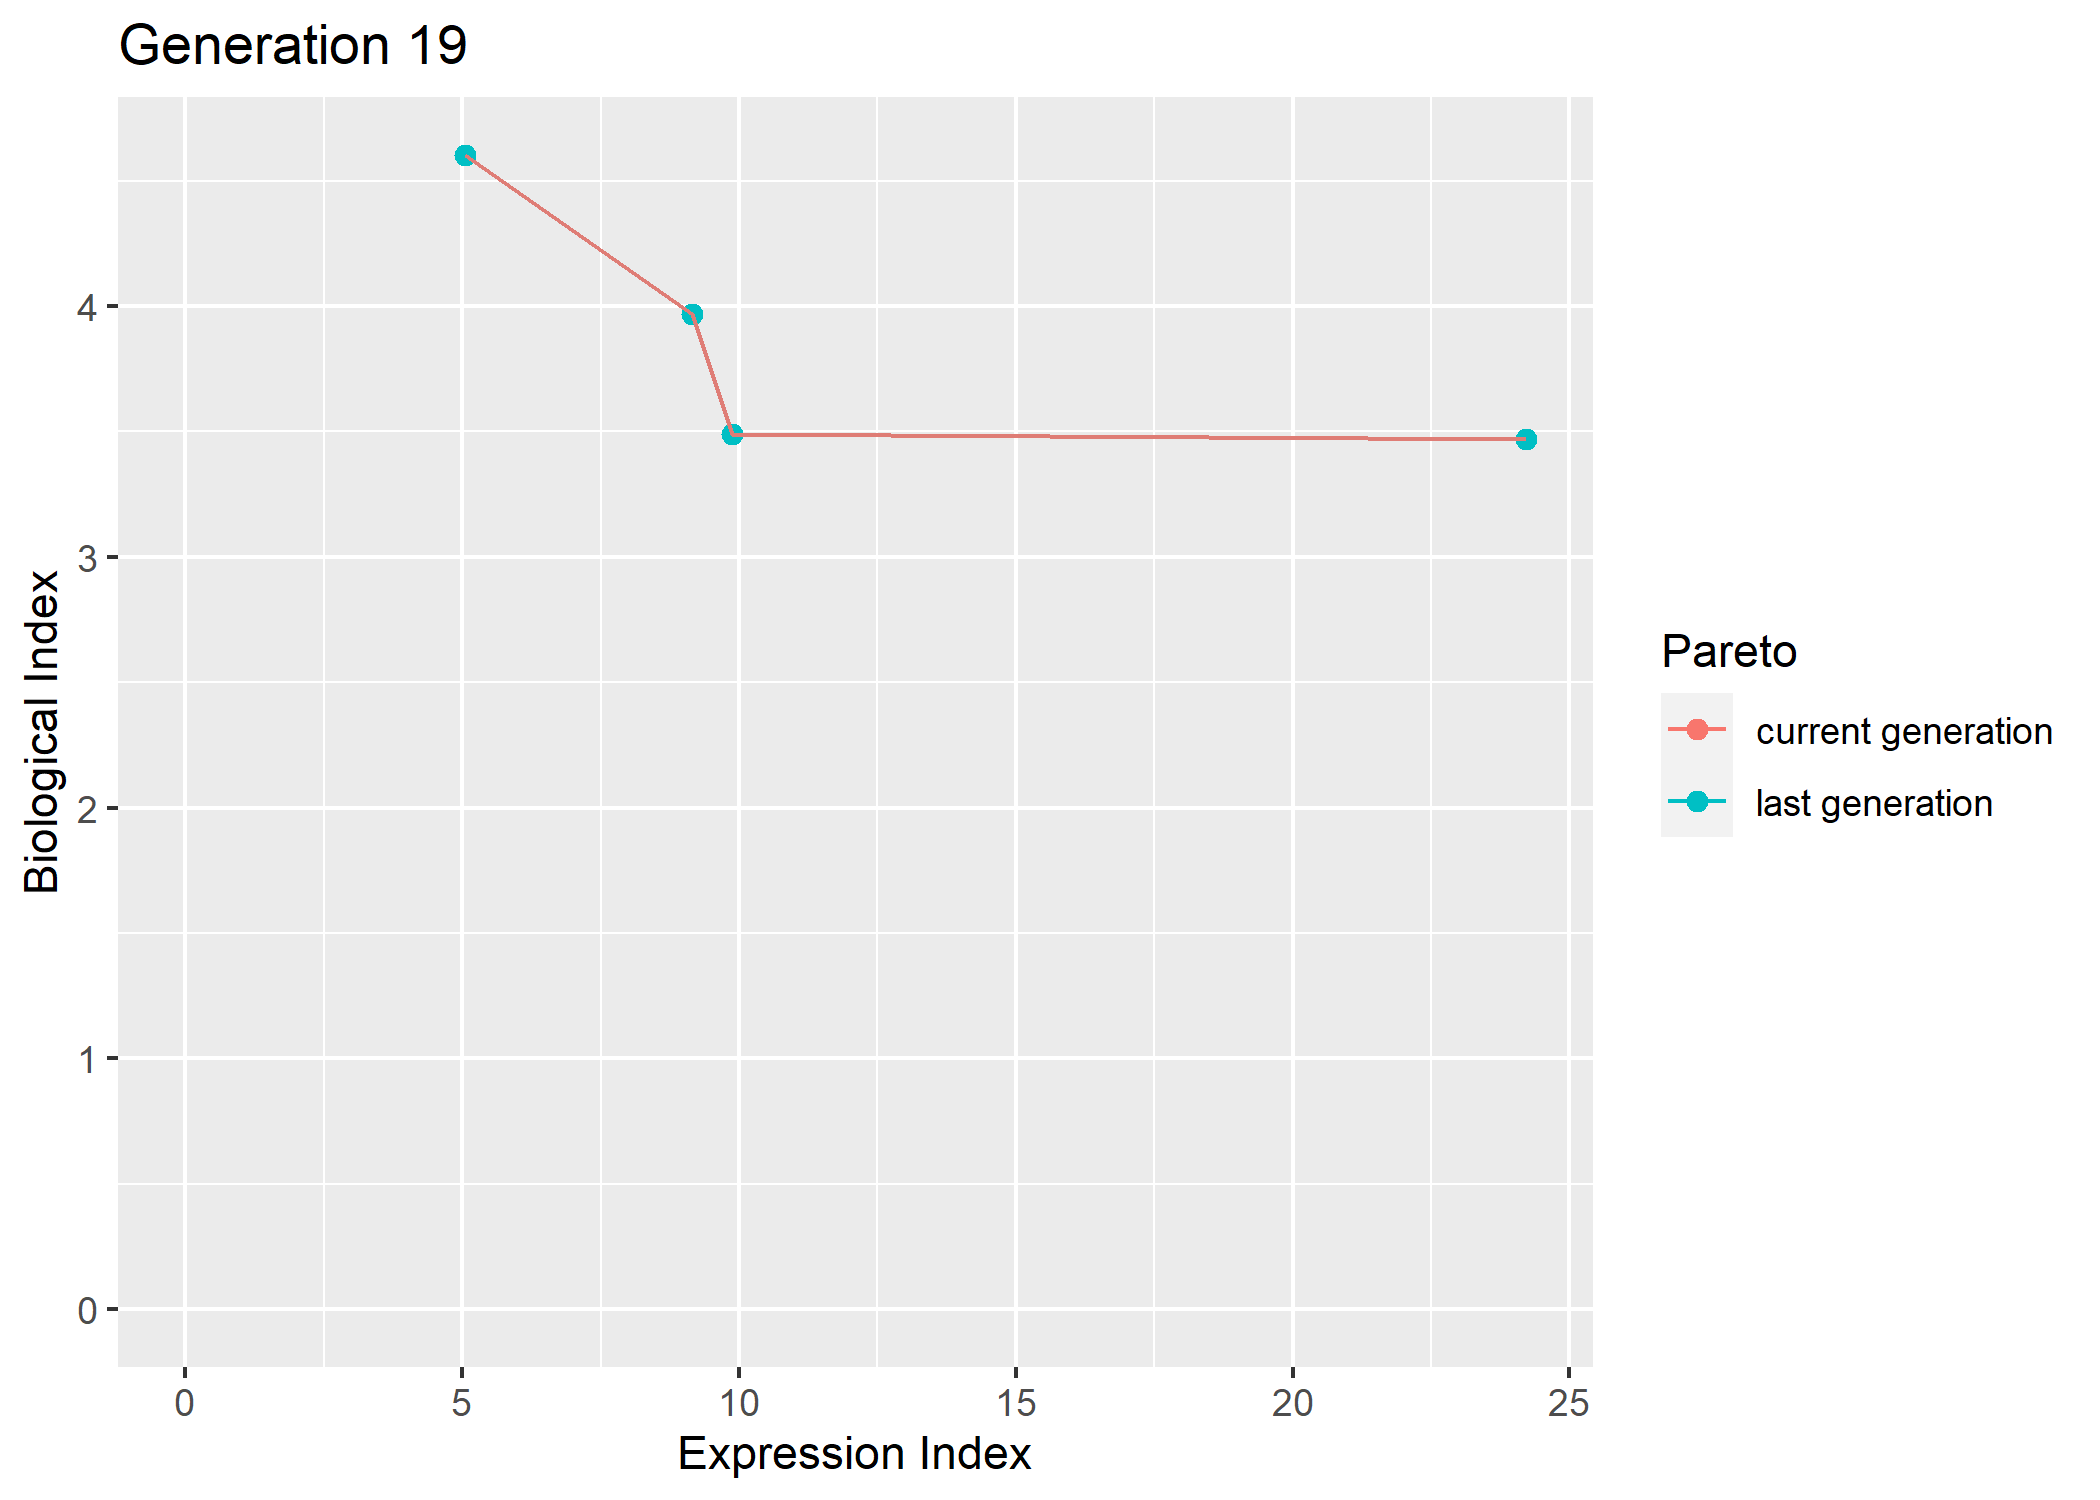 Generation 19
Biological Index
4
3
2
1
0
0 5 10 15 20 25
Expression Index
Pareto
current generation
last generation